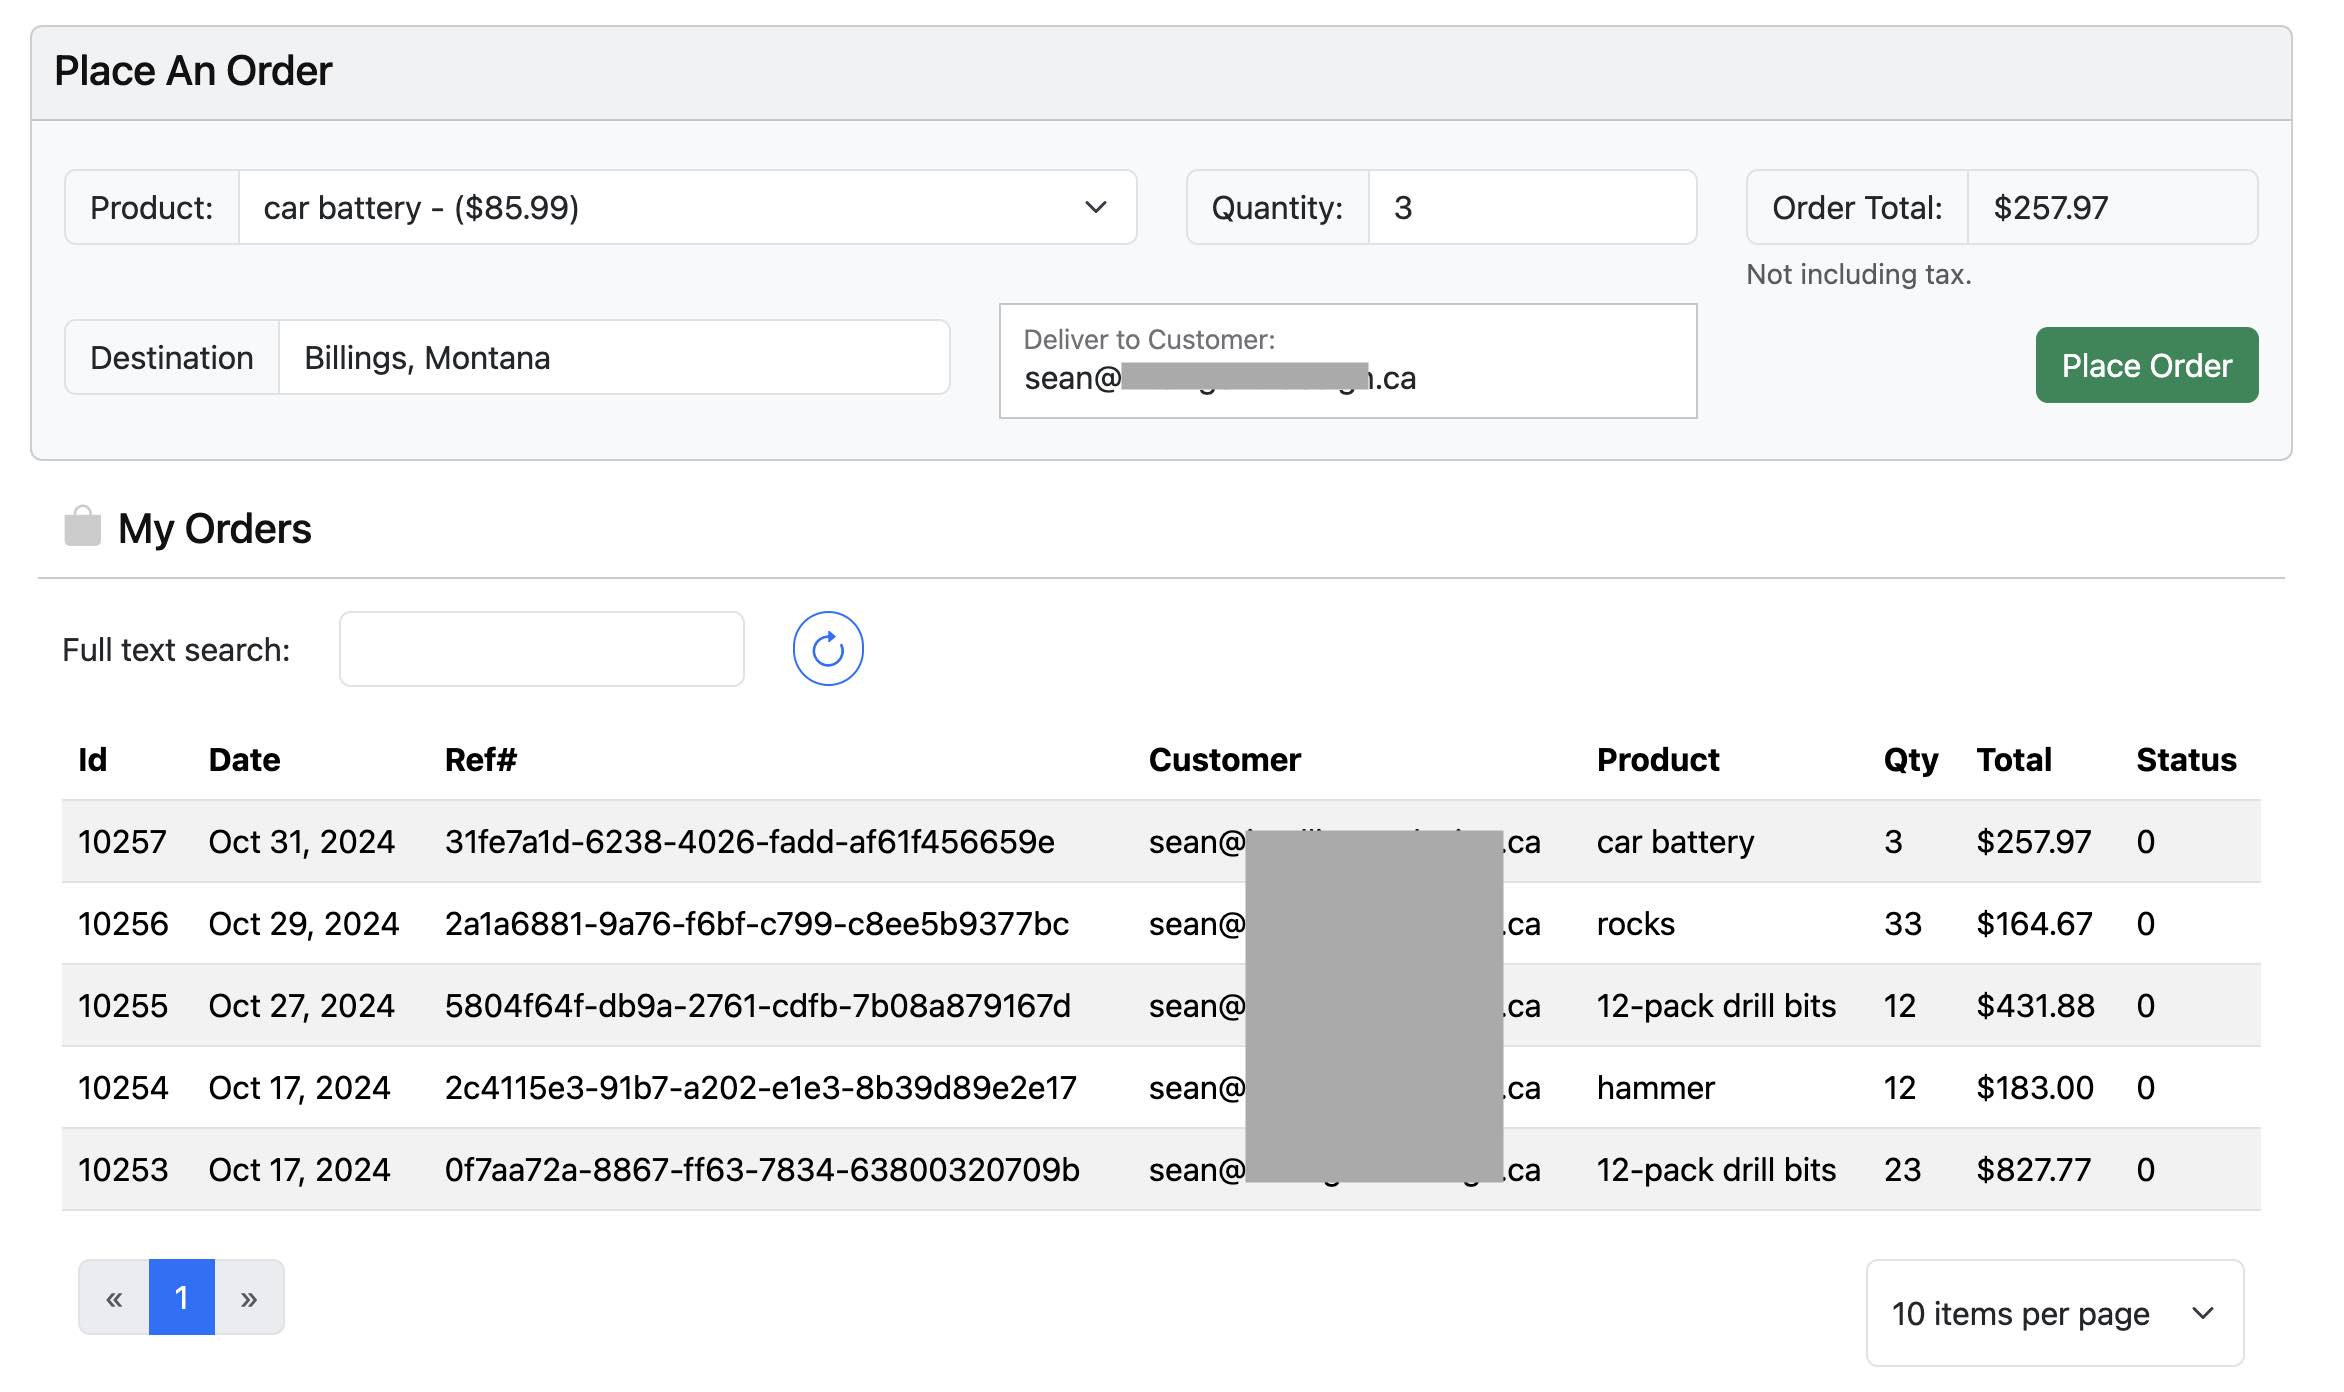 Place An Order
Product: car battery - ($85.99) Quantity: 3 Order Total: $257.97
Not including tax.
Destination Billings, Montana
Deliver to Customer:
sean@ .ca
Place Order
My Orders
Full text search:
Id Date Ref# Customer Product Qty Total Status
10257 Oct 31, 2024 31fe7a1d-6238-4026-fadd-af61f456659e sean@ .ca car battery 3 $257.97 0
10256 Oct 29, 2024 2a1a6881-9a76-f6bf-c799-c8ee5b9377bc sean@ .ca rocks 33 $164.67 0
10255 Oct 27, 2024 5804f64f-db9a-2761-cdfb-7b08a879167d sean@ .ca 12-pack drill bits 12 $431.88 0
10254 Oct 17, 2024 2c4115e3-91b7-a202-e1e3-8b39d89e2e17 sean@ .ca hammer 12 $183.00 0
10253 Oct 17, 2024 0f7aa72a-8867-ff63-7834-63800320709b sean@ .ca 12-pack drill bits 23 $827.77 0
« 1 » 10 items per page